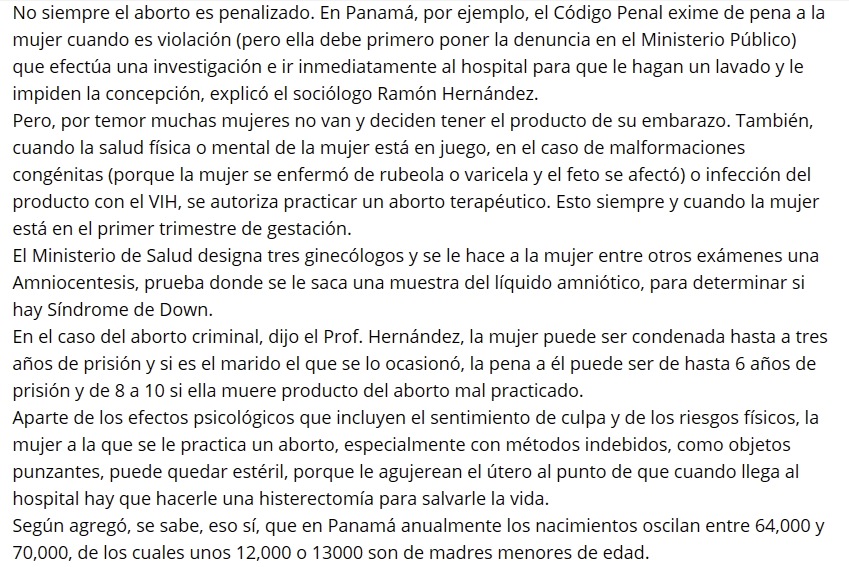 No siempre el aborto es penalizado. En Panamá, por ejemplo, el Código Penal exime de pena a la
mujer cuando es violación (pero ella debe primero poner la denuncia en el Ministerio Público)
que efectúa una investigación e ir inmediatamente al hospital para que le hagan un lavado y le
impiden la concepción, explicó el sociólogo Ramón Hernández.
Pero, por temor muchas mujeres no van y deciden tener el producto de su embarazo. También,
cuando la salud física o mental de la mujer está en juego, en el caso de malformaciones
congénitas (porque la mujer se enfermó de rubeola o varicela y el feto se afectó) o infección del
producto con el VIH, se autoriza practicar un aborto terapéutico. Esto siempre y cuando la mujer
está en el primer trimestre de gestación.
El Ministerio de Salud designa tres ginecólogos y se le hace a la mujer entre otros exámenes una
Amniocentesis, prueba donde se le saca una muestra del líquido amniótico, para determinar si
hay Síndrome de Down.
En el caso del aborto criminal, dijo el Prof. Hernández, la mujer puede ser condenada hasta a tres
años de prisión y si es el marido el que se lo ocasionó, la pena a él puede ser de hasta 6 años de
prisión y de 8 a 10 si ella muere producto del aborto mal practicado.
Aparte de los efectos psicológicos que incluyen el sentimiento de culpa y de los riesgos físicos, la
mujer a la que se le practica un aborto, especialmente con métodos indebidos, como objetos
punzantes, puede quedar estéril, porque le agujerean el útero al punto de que cuando llega al
hospital hay que hacerle una histerectomía para salvarle la vida.
Según agregó, se sabe, eso sí, que en Panamá anualmente los nacimientos oscilan entre 64,000 y
70,000, de los cuales unos 12,000 o 13000 son de madres menores de edad.